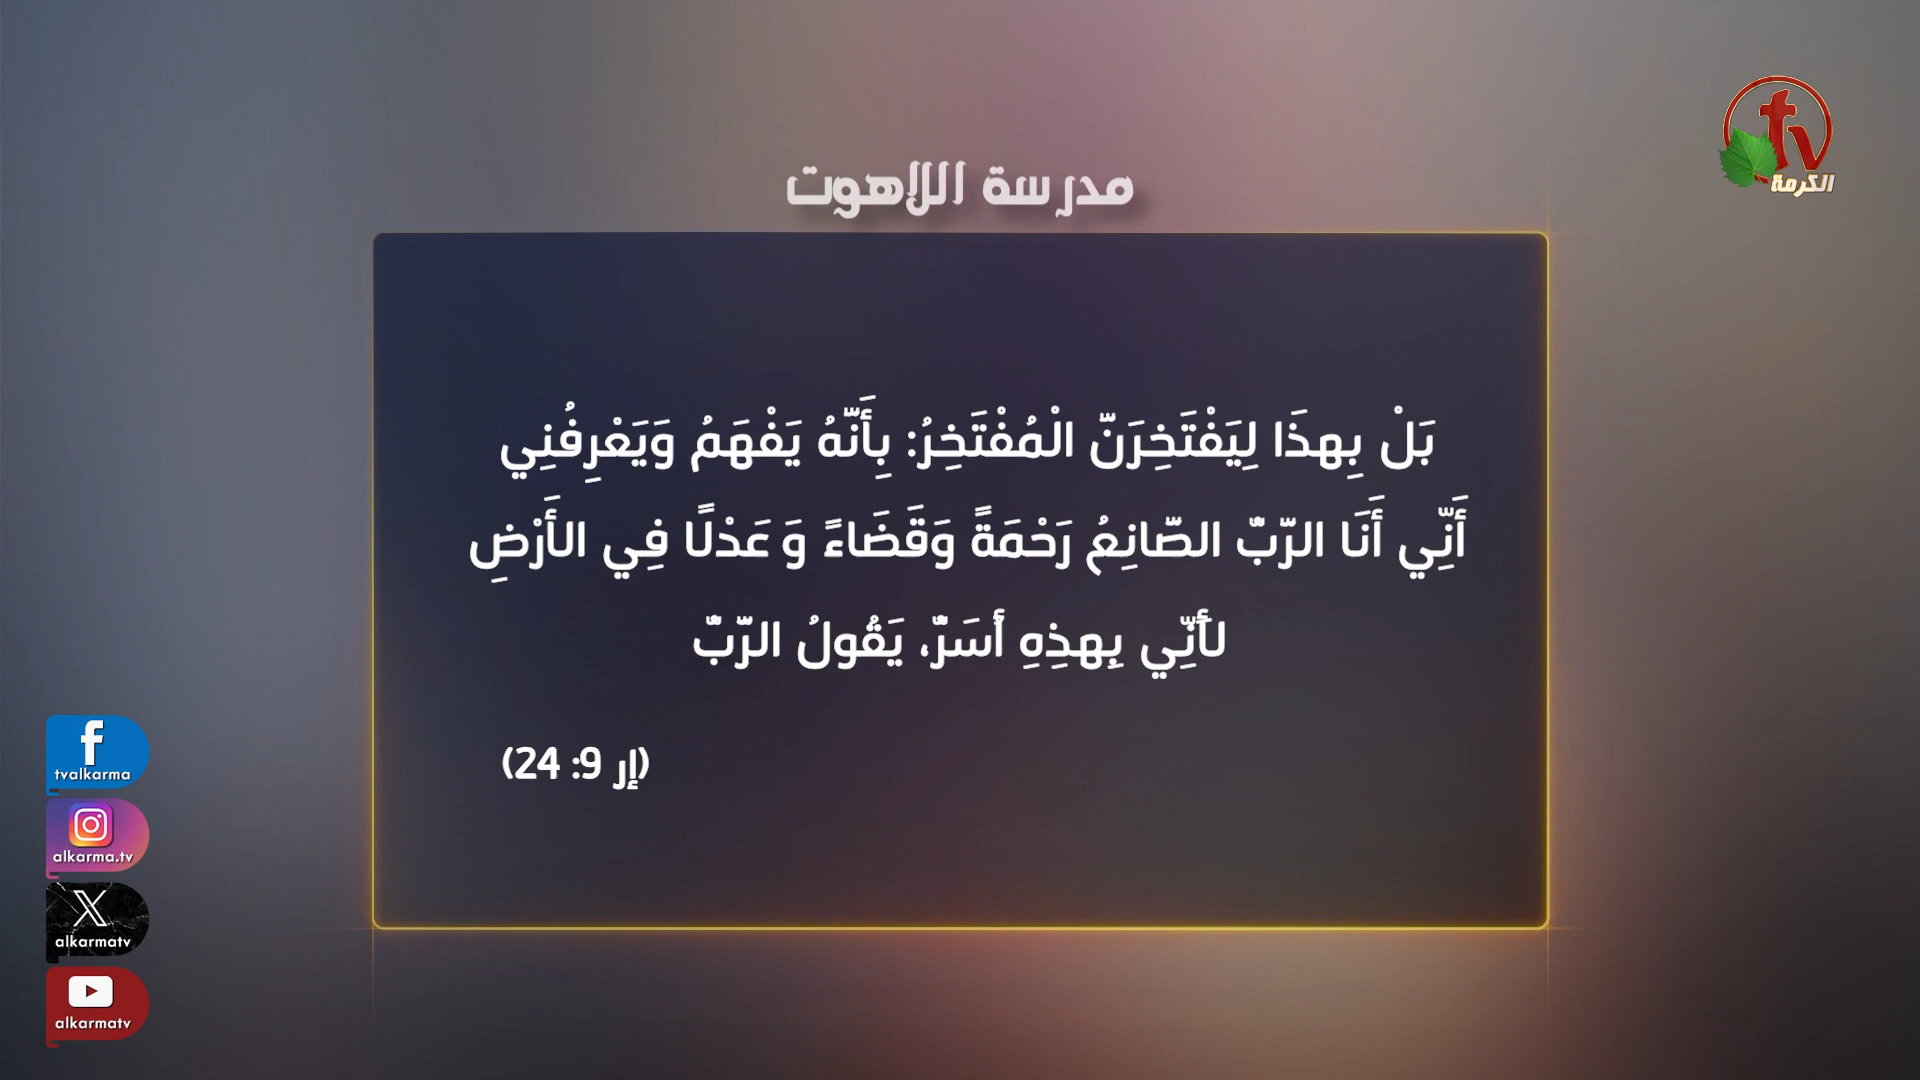 tv
الكرمة
مدرسة اللاهوت
بَلْ بِهذَا لِيَفْتَخِرَنَّ الْمُفْتَخِرُ: بِأَنَّهُ يَفْهَمُ وَيَعْرِفُنِي
أَنِّي أَنَا الرَّبُّ الصَّانِعُ رَحْمَةً وَقَضَاءً وَعَدْلًا فِي الأَرْضِ
لأَنِّي بِهذِهِ أُسَرُّ، يَقُولُ الرَّبُّ
(إر 9: 24)
tvalkarma
alkarma.tv
alkarmatv
alkarmatv